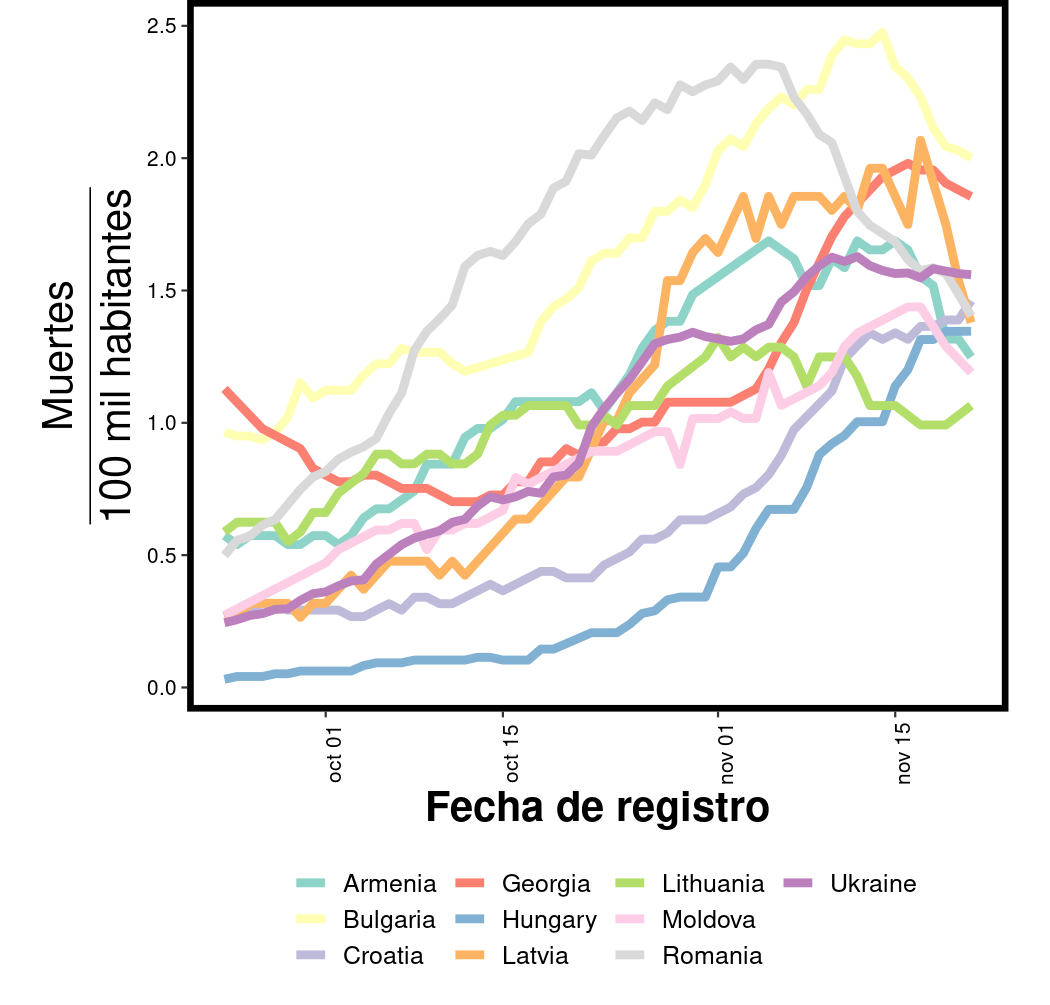 Muertes
100 mil habitantes
2.5
2.0
1.5
1.0
0.5
0.0
oct 01
oct 15
nov 01
nov 15
Fecha de registro
Armenia Georgia Lithuania Ukraine
Bulgaria Hungary Moldova
Croatia Latvia Romania